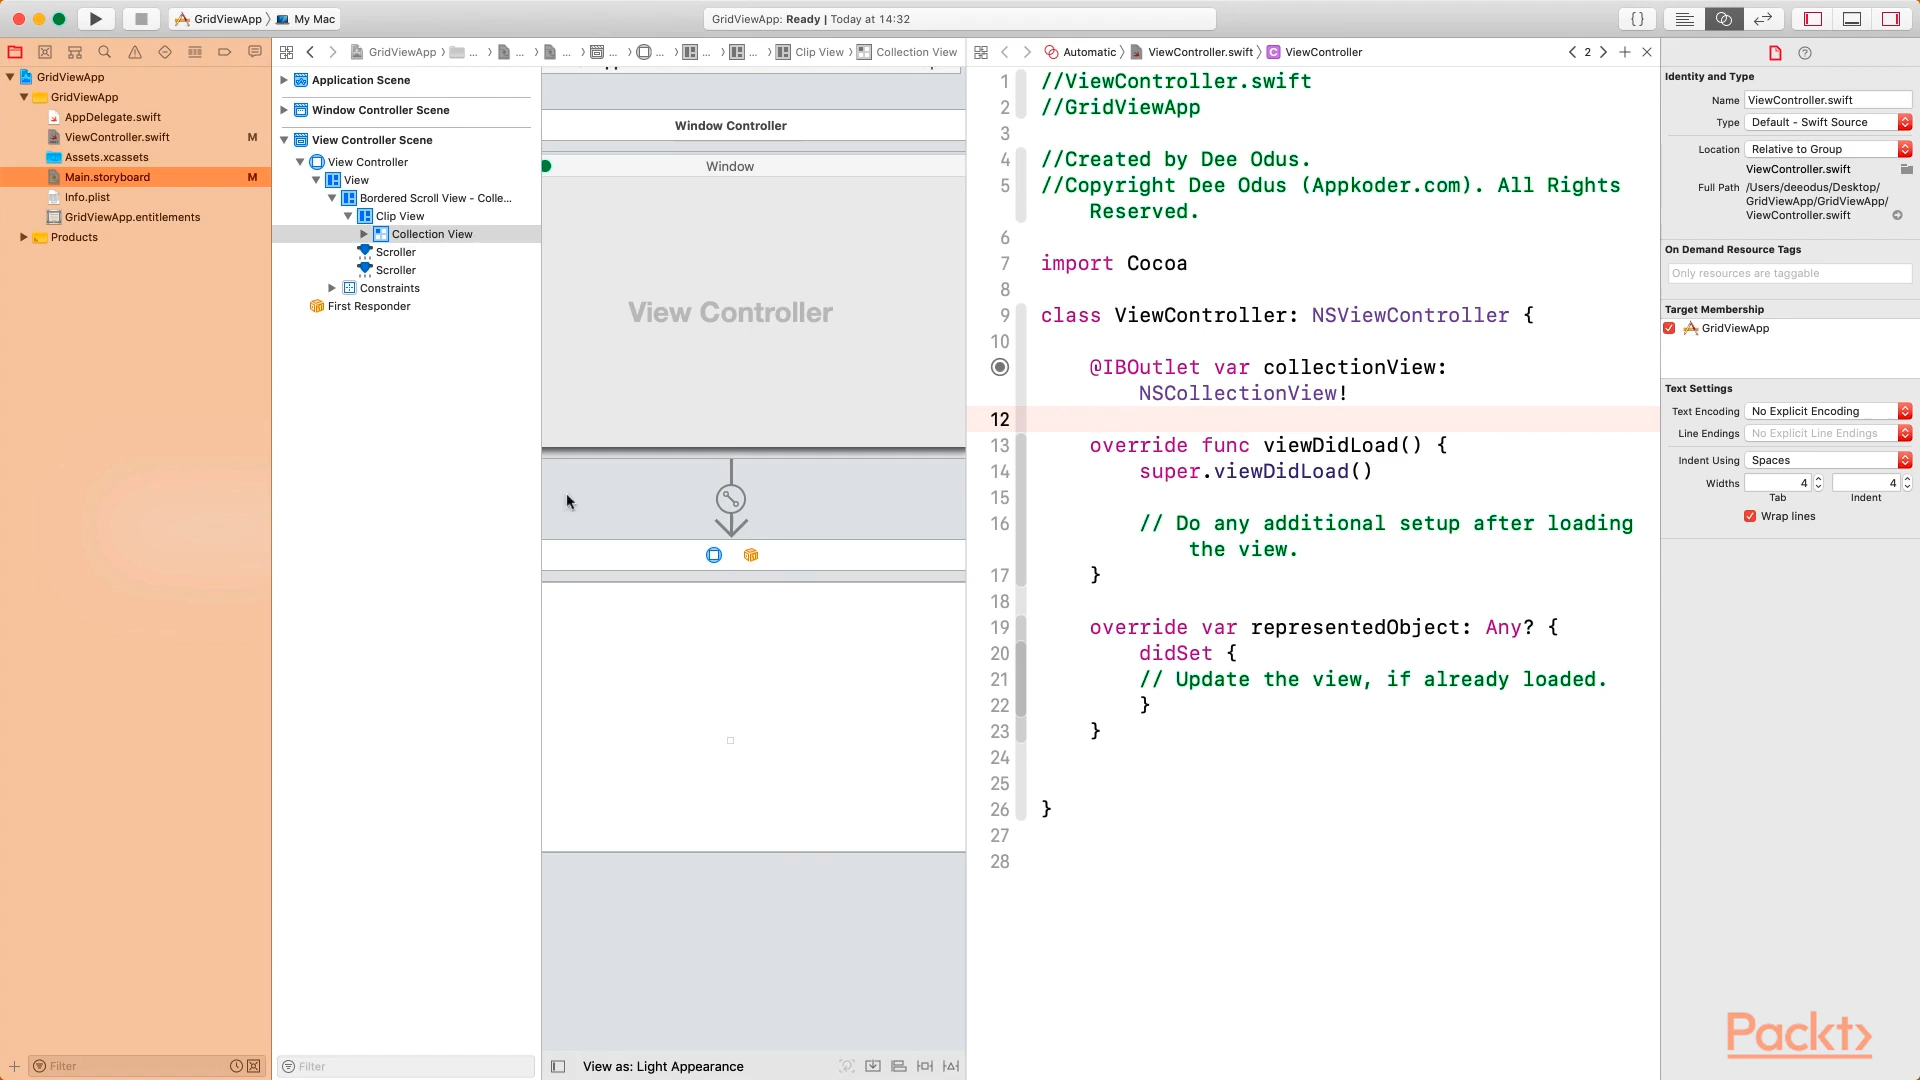 GridViewApp
My Mac
GridViewApp: Ready | Today at 14:32
{ }
GridViewApp
GridViewApp
AppDelegate.swift
ViewController.swift
M
Assets.xcassets
Main.storyboard
M
Info.plist
GridViewApp.entitlements
Products
Filter
GridViewApp
...
...
...
...
...
...
...
Clip View
Collection View
Application Scene
Window Controller Scene
View Controller Scene
View Controller
View
Bordered Scroll View - Colle...
Clip View
Collection View
Scroller
Scroller
Constraints
First Responder
Filter
Window Controller
Window
View Controller
View as: Light Appearance
Automatic
ViewController.swift
C ViewController
2
1 //ViewController.swift
2 //GridViewApp
3
4 //Created by Dee Odus.
5 //Copyright Dee Odus (Appkoder.com). All Rights
Reserved.
6
7 import Cocoa
8
9 class ViewController: NSViewController {
10
@IBOutlet var collectionView:
NSCollectionView!
12
13 override func viewDidLoad() {
14 super.viewDidLoad()
15
16 // Do any additional setup after loading
the view.
17 }
18
19 override var representedObject: Any? {
20 didSet {
21 // Update the view, if already loaded.
22 }
23 }
24
25
26 }
27
28
Identity and Type
Name ViewController.swift
Type Default - Swift Source
Location Relative to Group
ViewController.swift
Full Path /Users/deeodus/Desktop/
GridViewApp/GridViewApp/
ViewController.swift
On Demand Resource Tags
Only resources are taggable
Target Membership
GridViewApp
Text Settings
Text Encoding No Explicit Encoding
Line Endings No Explicit Line Endings
Indent Using Spaces
Widths 4 4
Tab Indent
Wrap lines
Packt>